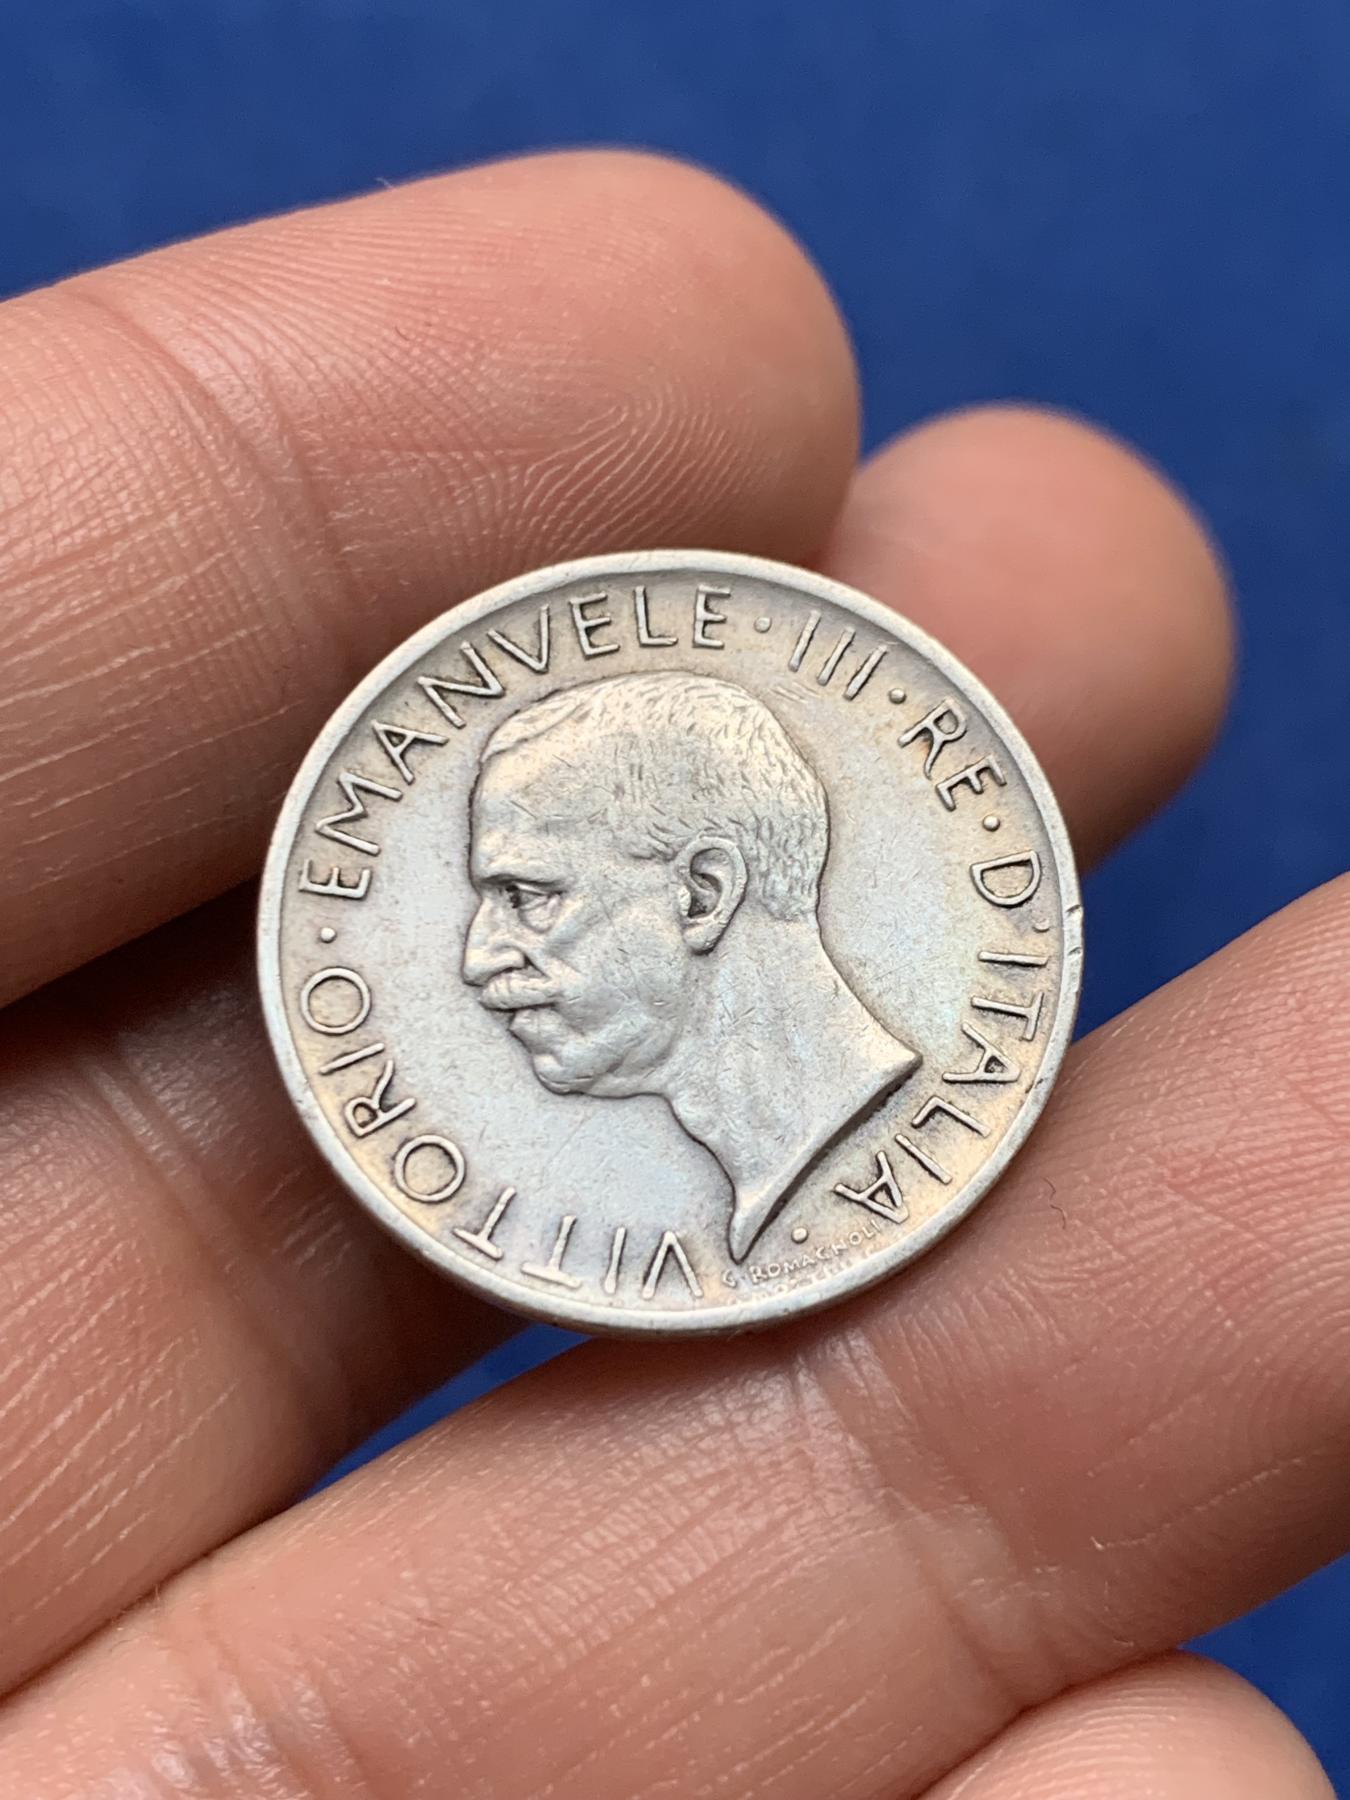 VITTORIO · EMANVELE · III · RE · D'ITALIA ·
G. ROMAGNOLI